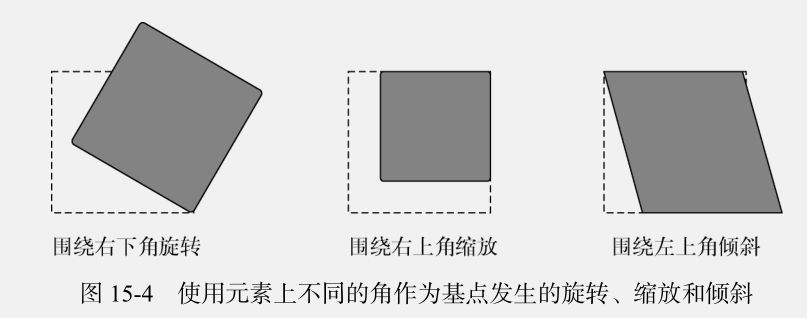 围绕右下角旋转
围绕右上角缩放
围绕左上角倾斜
图 15-4 使用元素上不同的角作为基点发生的旋转、缩放和倾斜